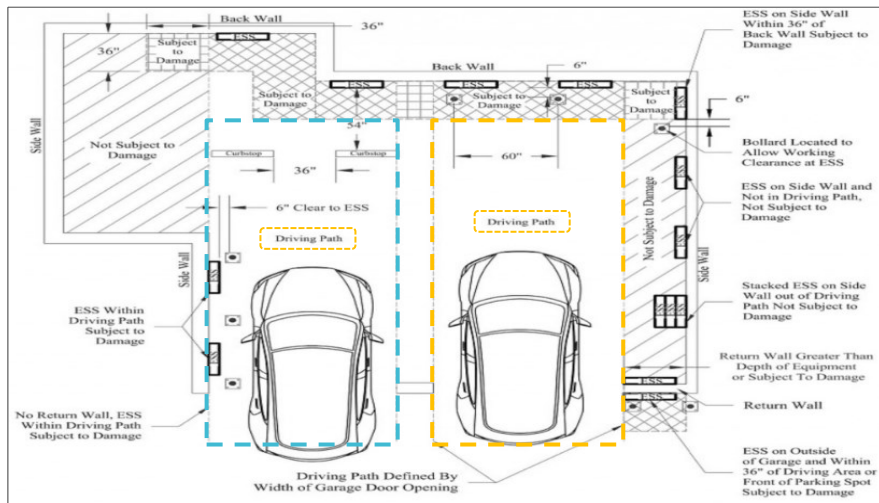 Back Wall
36"
ESS
36"
Subject
to
Damage
Back Wall
6"
ESS
ESS
ESS
Subject to
Damage
Subject to
Damage
Subject
to
Damage
ESS
ESS on Side Wall
Within 36" of
Back Wall Subject to
Damage
6"
Side Wall
Not Subject to
Damage
54"
Curbstop
Curbstop
36"
60"
Bollard Located to
Allow Working
Clearance at ESS
6" Clear to ESS
Driving Path
Driving Path
ESS
ESS on Side Wall and
Not in Driving Path,
Not Subject to
Damage
Not Subject to Damage
ESS
Side Wall
Side Wall
ESS
ESS Within
Driving Path
Subject to
Damage
ESS
ESS
ESS
ESS
Stacked ESS on Side
Wall out of Driving
Path Not Subject to
Damage
Return Wall Greater Than
Depth of Equipment
or Subject To Damage
ESS
ESS
Return Wall
No Return Wall, ESS
Within Driving Path
Subject to Damage
Driving Path Defined By
Width of Garage Door Opening
ESS on Outside
of Garage and Within
36" of Driving Area or
Front of Parking Spot
Subject to Damage